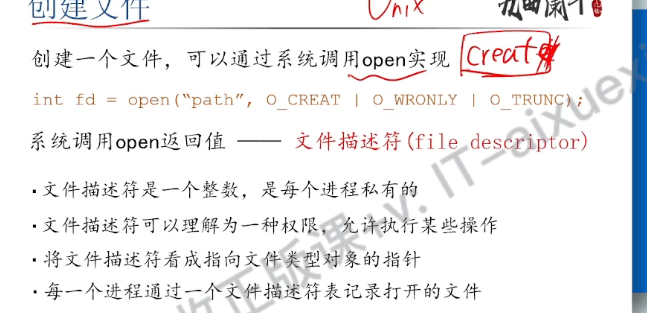 创建文件 Unix
创建一个文件，可以通过系统调用open实现 creat
int fd = open(“path”, O_CREAT | O_WRONLY | O_TRUNC);
系统调用open返回值 —— 文件描述符(file descriptor)
·文件描述符是一个整数，是每个进程私有的
·文件描述符可以理解为一种权限，允许执行某些操作
·将文件描述符看成指向文件类型对象的指针
·每一个进程通过一个文件描述符表记录打开的文件
正版课+v. IT-aixuexi